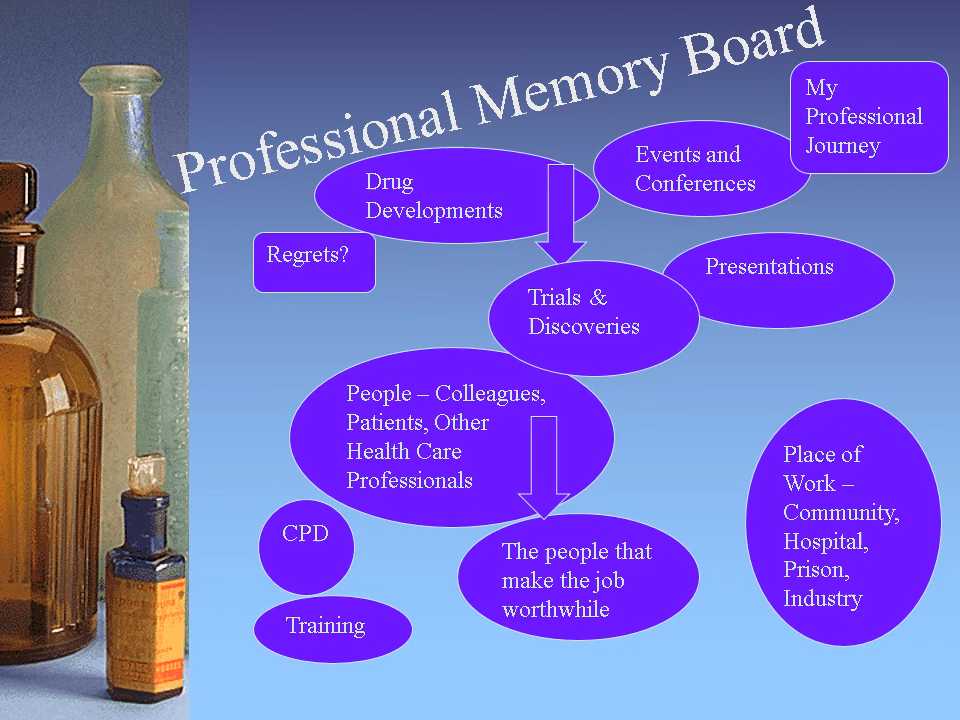 Professional Memory Board
My
Professional
Journey
Events and
Conferences
Drug
Developments
Regrets?
Presentations
Trials &
Discoveries
People – Colleagues,
Patients, Other
Health Care
Professionals
Place of
Work –
Community,
Hospital,
Prison,
Industry
CPD
The people that
make the job
worthwhile
Training